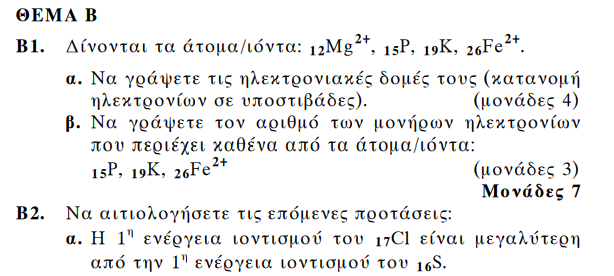 ΘΕΜΑ Β
Β1. Δίνονται τα άτομα/ιόντα: ₁₂Mg²⁺, ₁₅P, ₁₉K, ₂₆Fe²⁺.
α. Να γράψετε τις ηλεκτρονιακές δομές τους (κατανομή
ηλεκτρονίων σε υποστιβάδες). (μονάδες 4)
β. Να γράψετε τον αριθμό των μονήρων ηλεκτρονίων
που περιέχει καθένα από τα άτομα/ιόντα:
₁₅P, ₁₉K, ₂₆Fe²⁺ (μονάδες 3)
Μονάδες 7
Β2. Να αιτιολογήσετε τις επόμενες προτάσεις:
α. Η 1η ενέργεια ιοντισμού του ₁₇Cl είναι μεγαλύτερη
από την 1η ενέργεια ιοντισμού του ₁₆S.